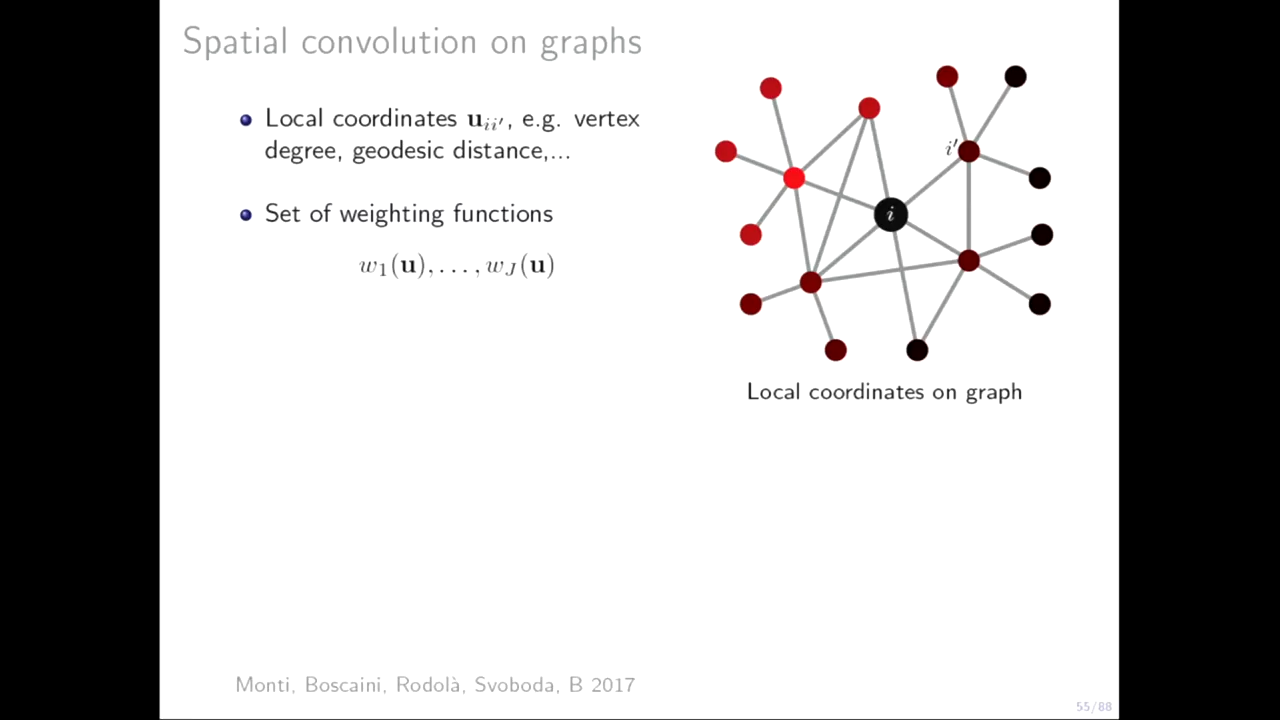 Spatial convolution on graphs
Local coordinates u_{ii′}, e.g. vertex
degree, geodesic distance,...
Set of weighting functions
w_1(u), . . . , w_J(u)
i′
i
Local coordinates on graph
Monti, Boscaini, Rodolà, Svoboda, B 2017
55/88